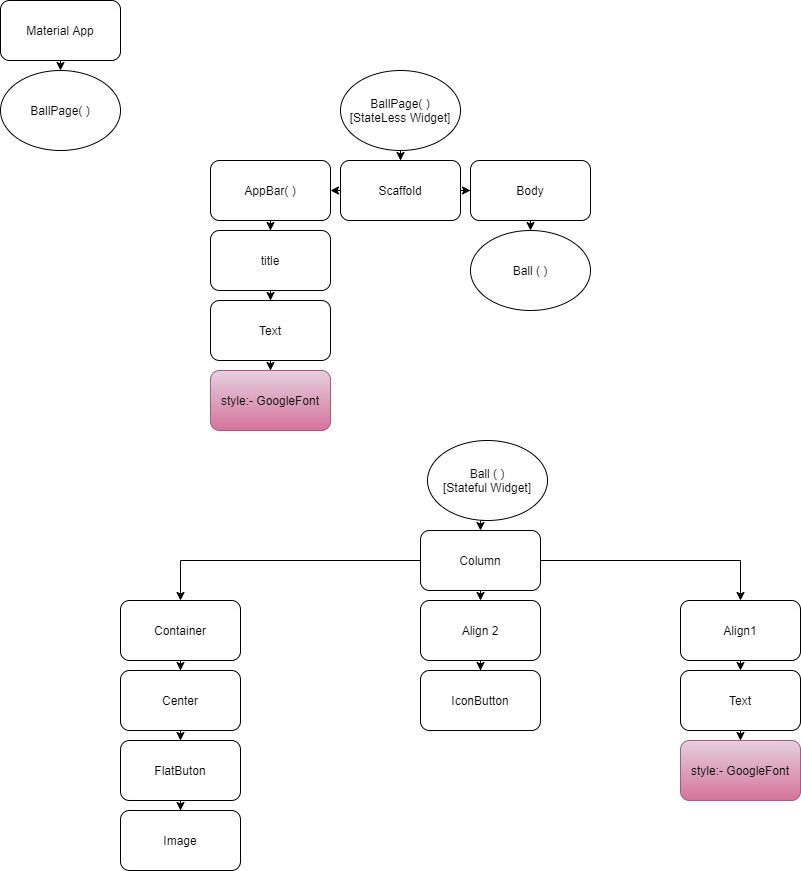 Material App
BallPage( )
BallPage( )
[StateLess Widget]
AppBar( )
Scaffold
Body
title
Ball ( )
Text
style:- GoogleFont
Ball ( )
[Stateful Widget]
Column
Container
Align 2
Align1
Center
IconButton
Text
FlatButon
style:- GoogleFont
Image